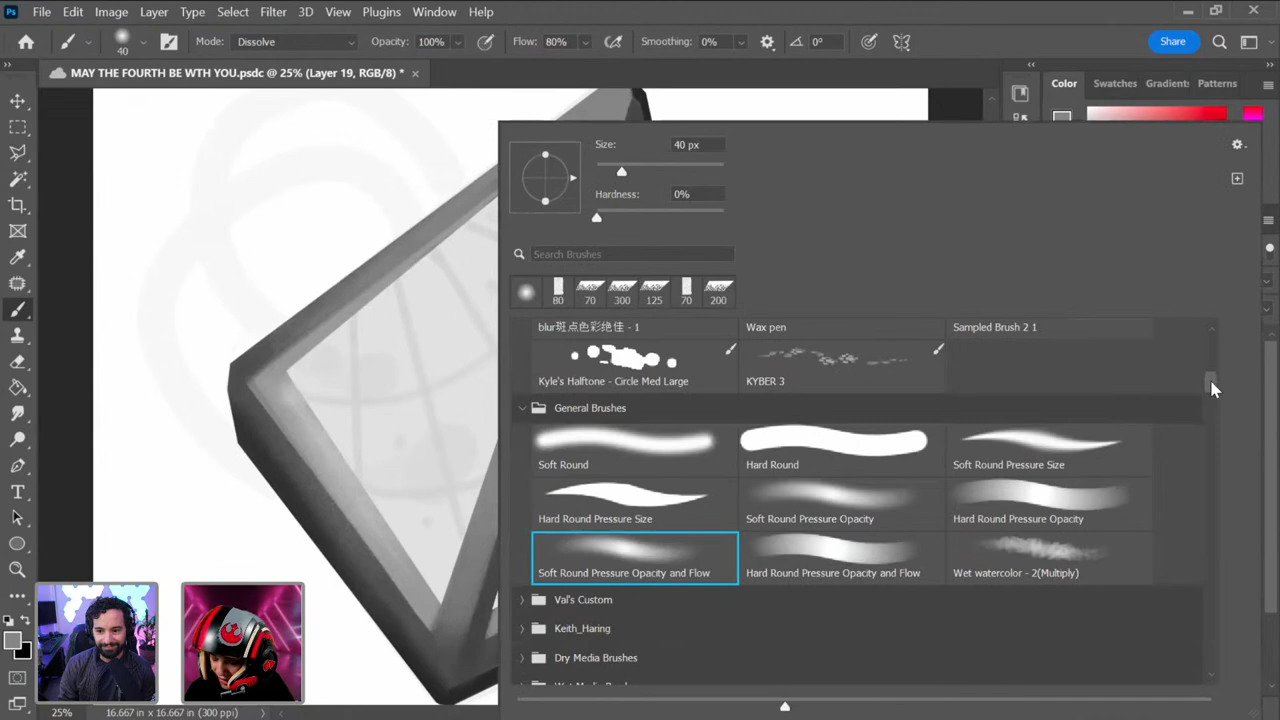 Ps File Edit Image Layer Type Select Filter 3D View Plugins Window Help
40 Mode: Dissolve Opacity: 100% Flow: 80% Smoothing: 0% 0° Share
MAY THE FOURTH BE WTH YOU.psdc @ 25% (Layer 19, RGB/8) *
Color Swatches Gradients Patterns
Size: 40 px
Hardness: 0%
Search Brushes
80 70 300 125 70 200
blur斑点色彩绝佳 - 1 Wax pen Sampled Brush 2 1
Kyle's Halftone - Circle Med Large KYBER 3
General Brushes
Soft Round Hard Round Soft Round Pressure Size
Hard Round Pressure Size Soft Round Pressure Opacity Hard Round Pressure Opacity
Soft Round Pressure Opacity and Flow Hard Round Pressure Opacity and Flow Wet watercolor - 2(Multiply)
Val's Custom
Keith_Haring
Dry Media Brushes
25% 16.667 in x 16.667 in (300 ppi)